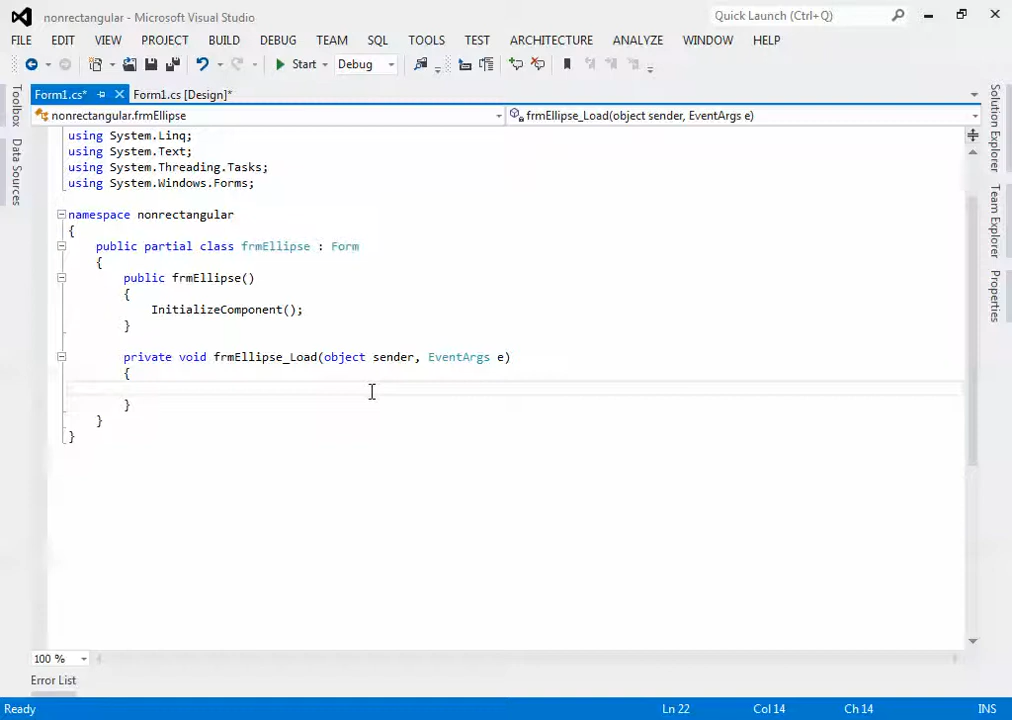 nonrectangular - Microsoft Visual Studio
Quick Launch (Ctrl+Q)
FILE EDIT VIEW PROJECT BUILD DEBUG TEAM SQL TOOLS TEST ARCHITECTURE ANALYZE WINDOW HELP
Start Debug
Form1.cs* Form1.cs [Design]*
nonrectangular.frmEllipse frmEllipse_Load(object sender, EventArgs e)
Toolbox
Data Sources
Solution Explorer
Team Explorer
Properties
using System.Linq;
using System.Text;
using System.Threading.Tasks;
using System.Windows.Forms;
namespace nonrectangular
{
public partial class frmEllipse : Form
{
public frmEllipse()
{
InitializeComponent();
}
private void frmEllipse_Load(object sender, EventArgs e)
{
}
}
}
100 %
Error List
Ready Ln 22 Col 14 Ch 14 INS